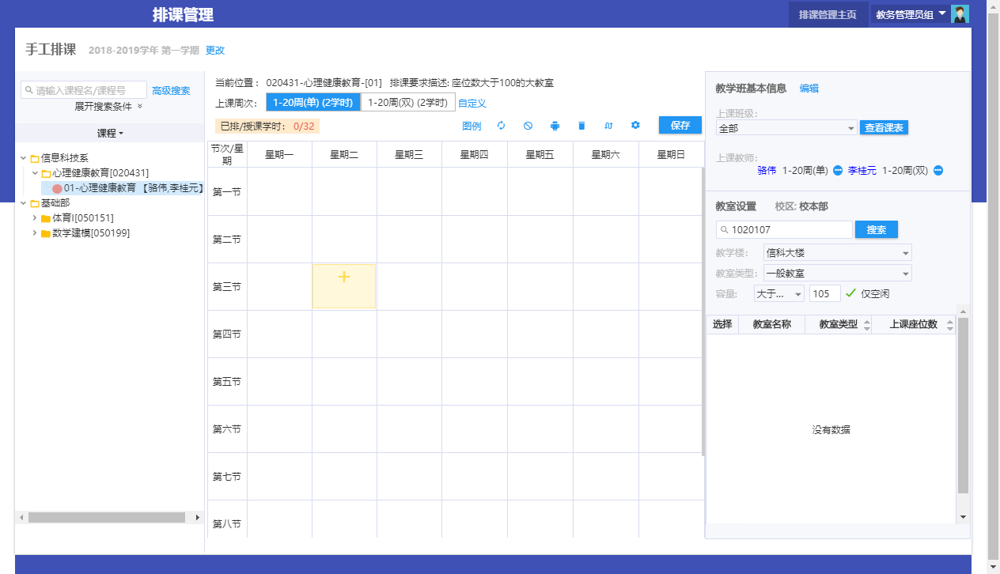 排课管理
排课管理主页 教务管理员组
手工排课 2018-2019学年 第一学期 更改
请输入课程名/课程号 高级搜索
展开搜索条件
课程
信息科技系
心理健康教育[020431]
01-心理健康教育 【骆伟,李桂元】
基础部
体育I[050151]
数学建模[050199]
当前位置： 020431-心理健康教育-[01] 排课要求描述: 座位数大于100的大教室
上课周次： 1-20周(单) (2学时) 1-20周(双) (2学时) 自定义
已排/授课学时： 0/32 图例 保存
节次/星期 星期一 星期二 星期三 星期四 星期五 星期六 星期日
第一节
第二节
第三节
第四节
第五节
第六节
第七节
第八节
教学班基本信息 编辑
上课班级:
全部 查看课表
上课教师:
骆伟 1-20周(单) 李桂元 1-20周(双)
教室设置 校区: 校本部
1020107 搜索
教学楼: 信科大楼
教室类型: 一般教室
容量: 大于... 105 仅空闲
选择 教室名称 教室类型 上课座位数
没有数据